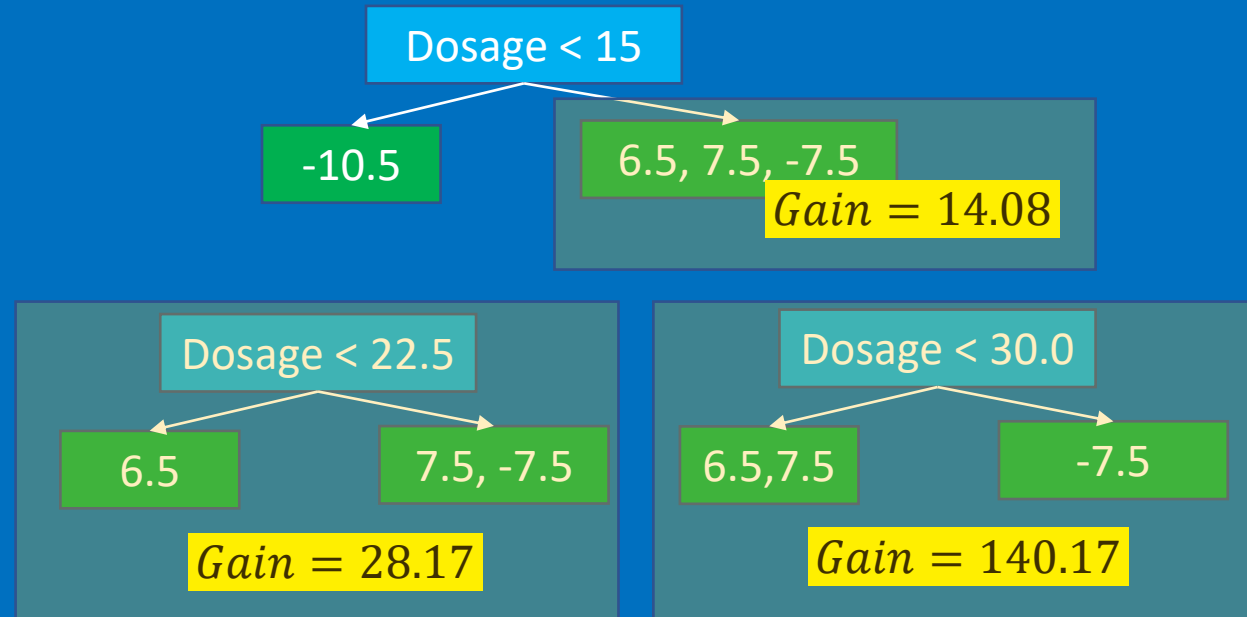 Dosage < 15
-10.5
6.5, 7.5, -7.5
Gain = 14.08
Dosage < 22.5
6.5
7.5, -7.5
Gain = 28.17
Dosage < 30.0
6.5,7.5
-7.5
Gain = 140.17